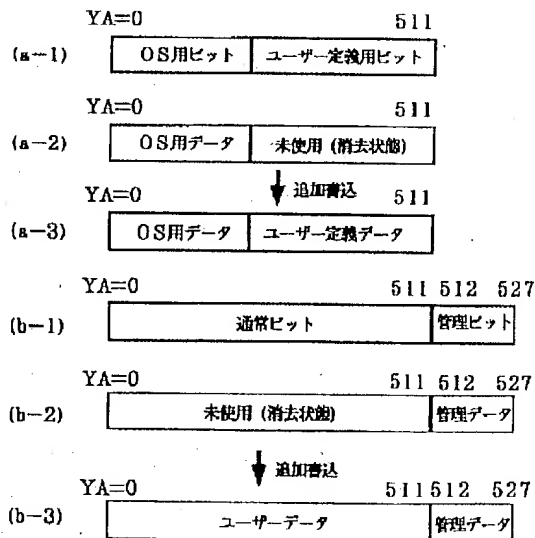 YA=0 511
(a-1) OS用ビット ユーザー定義用ビット
YA=0 511
(a-2) OS用データ 未使用(消去状態)
追加書込
YA=0 511
(a-3) OS用データ ユーザー定義データ
YA=0 511 512 527
(b-1) 通常ビット 管理ビット
YA=0 511 512 527
(b-2) 未使用(消去状態) 管理データ
追加書込
YA=0 511 512 527
(b-3) ユーザーデータ 管理データ